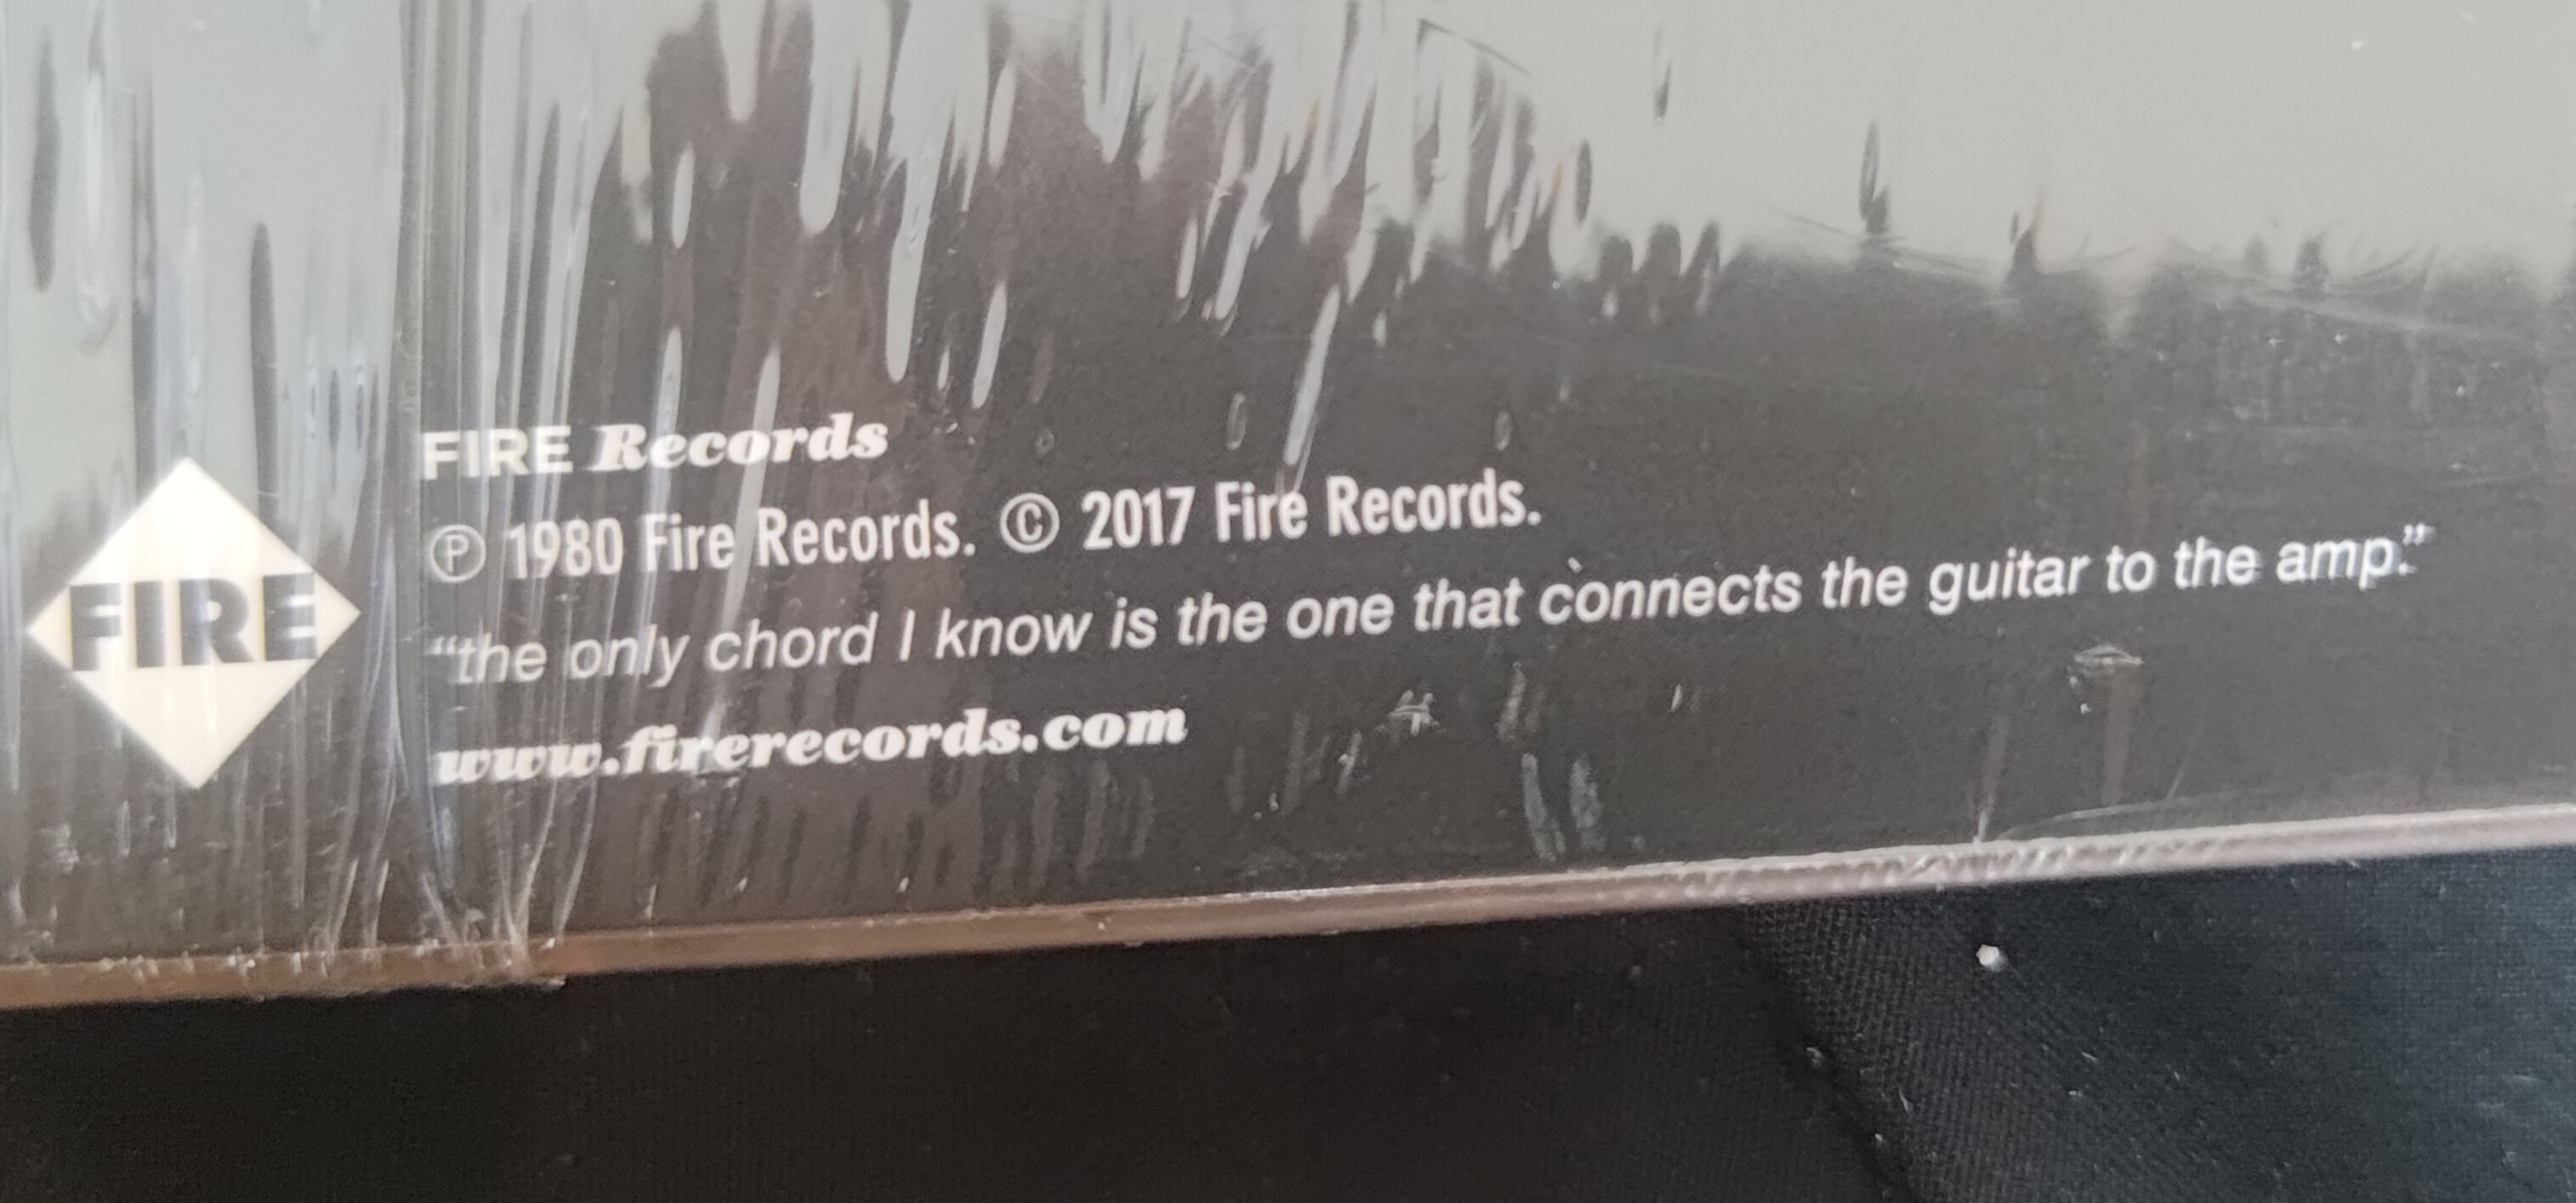 FIRE
FIRE Records
℗ 1980 Fire Records. © 2017 Fire Records.
“the only chord I know is the one that connects the guitar to the amp.”
www.firerecords.com